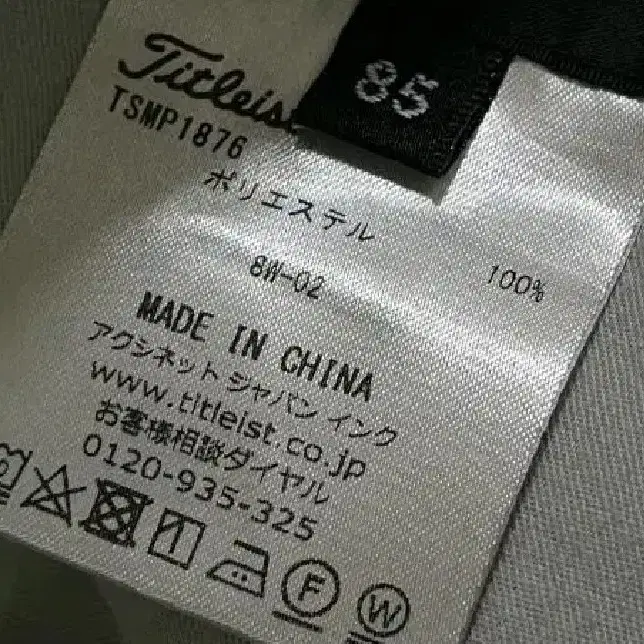 85
Titleist
TSMP1876
ポリエステル 100%
8W-02
MADE IN CHINA
アクシネット ジャパン インク
www.titleist.co.jp
お客様相談ダイヤル
0120-935-325
F W